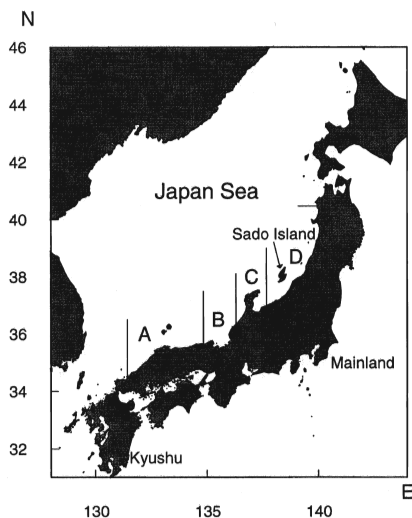 N
46
44
42
40
38
36
34
32
Japan Sea
Sado Island
D
C
B
A
Mainland
Kyushu
E
130
135
140